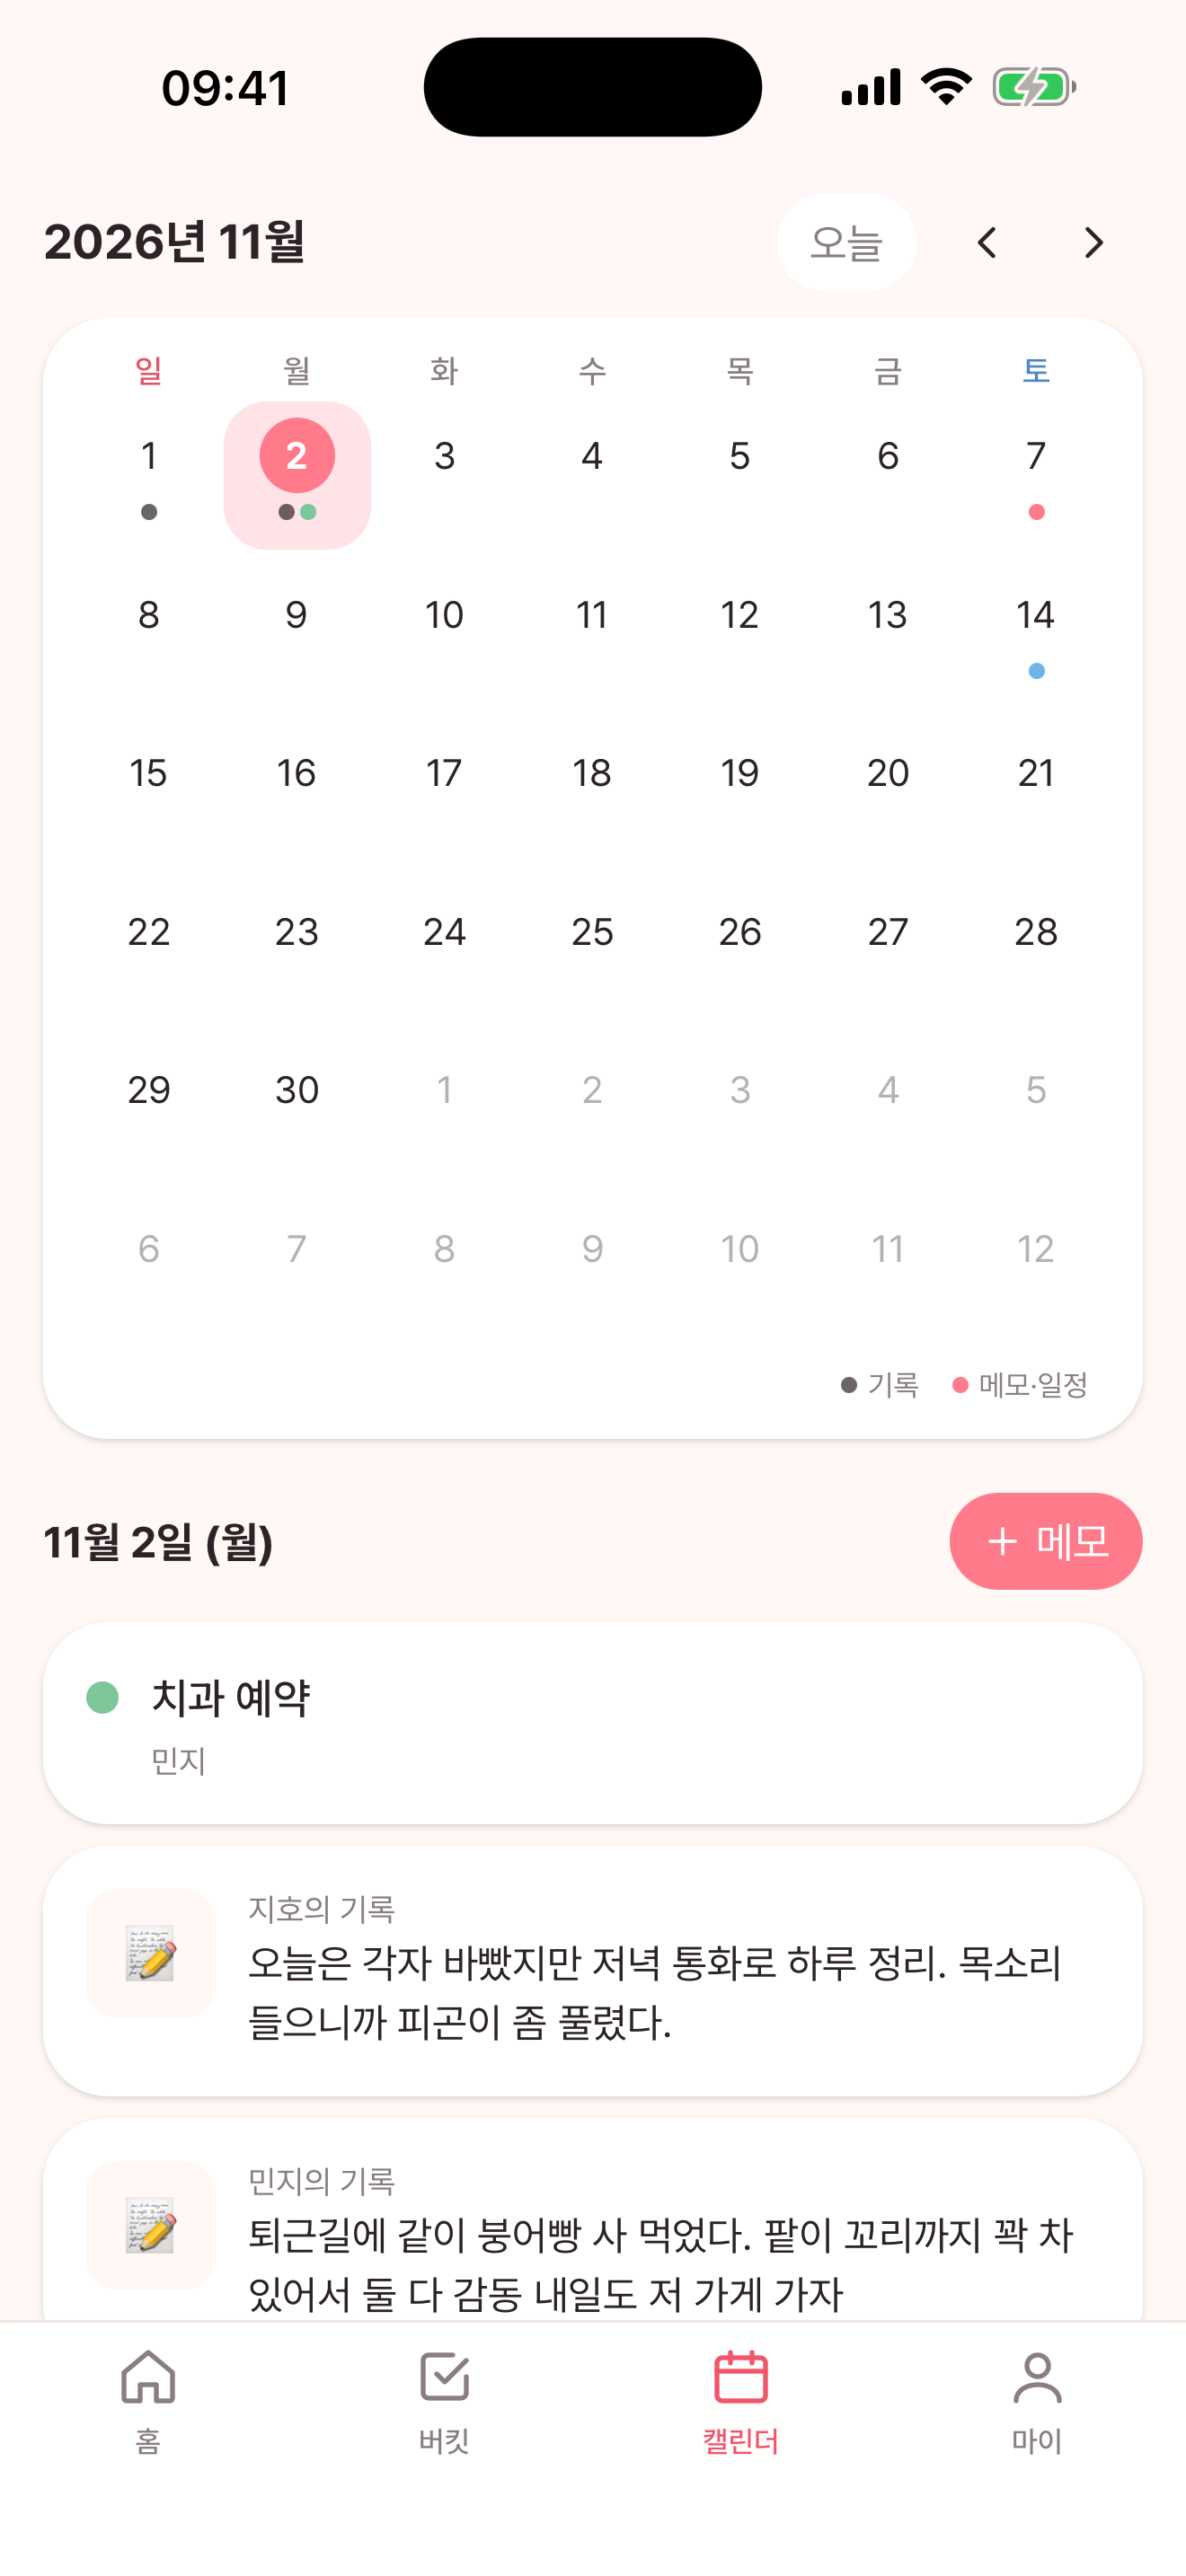 09:41
2026년 11월
오늘
일 월 화 수 목 금 토
1 2 3 4 5 6 7
8 9 10 11 12 13 14
15 16 17 18 19 20 21
22 23 24 25 26 27 28
29 30 1 2 3 4 5
6 7 8 9 10 11 12
기록 메모·일정
11월 2일 (월)
+ 메모
치과 예약
민지
지호의 기록
오늘은 각자 바빴지만 저녁 통화로 하루 정리. 목소리
들으니까 피곤이 좀 풀렸다.
민지의 기록
퇴근길에 같이 붕어빵 사 먹었다. 팥이 꼬리까지 꽉 차
있어서 둘 다 감동 내일도 저 가게 가자
홈 버킷 캘린더 마이